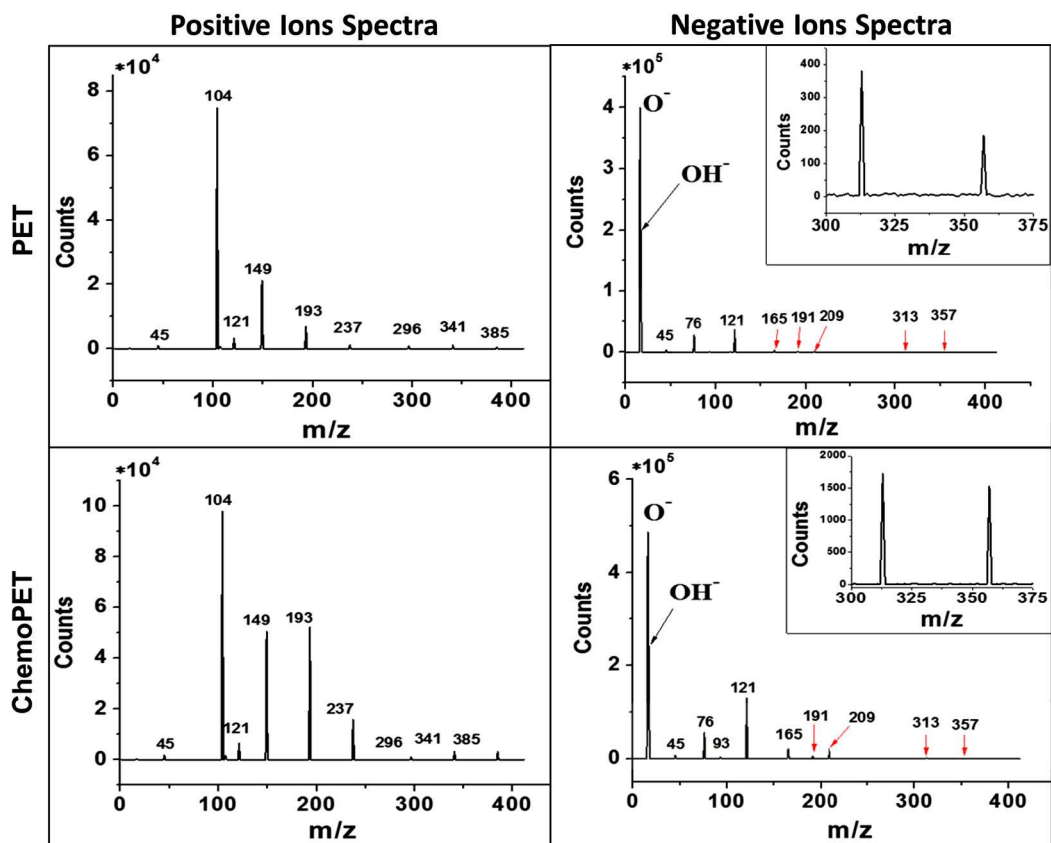 Positive Ions Spectra
Negative Ions Spectra
PET
ChemoPET
*10^4
8
6
4
2
0
Counts
104
45
121
149
193
237
296
341
385
0 100 200 300 400
m/z
*10^5
4
3
2
1
0
Counts
O⁻
OH⁻
45
76
121
165
191
209
313
357
0 100 200 300 400
m/z
400
300
200
100
0
Counts
300 325 350 375
m/z
*10^4
10
8
6
4
2
0
Counts
104
45
121
149
193
237
296
341
385
0 100 200 300 400
m/z
*10^5
6
4
2
0
Counts
O⁻
OH⁻
45
76
93
121
165
191
209
313
357
0 100 200 300 400
m/z
2000
1500
1000
500
0
Counts
300 325 350 375
m/z